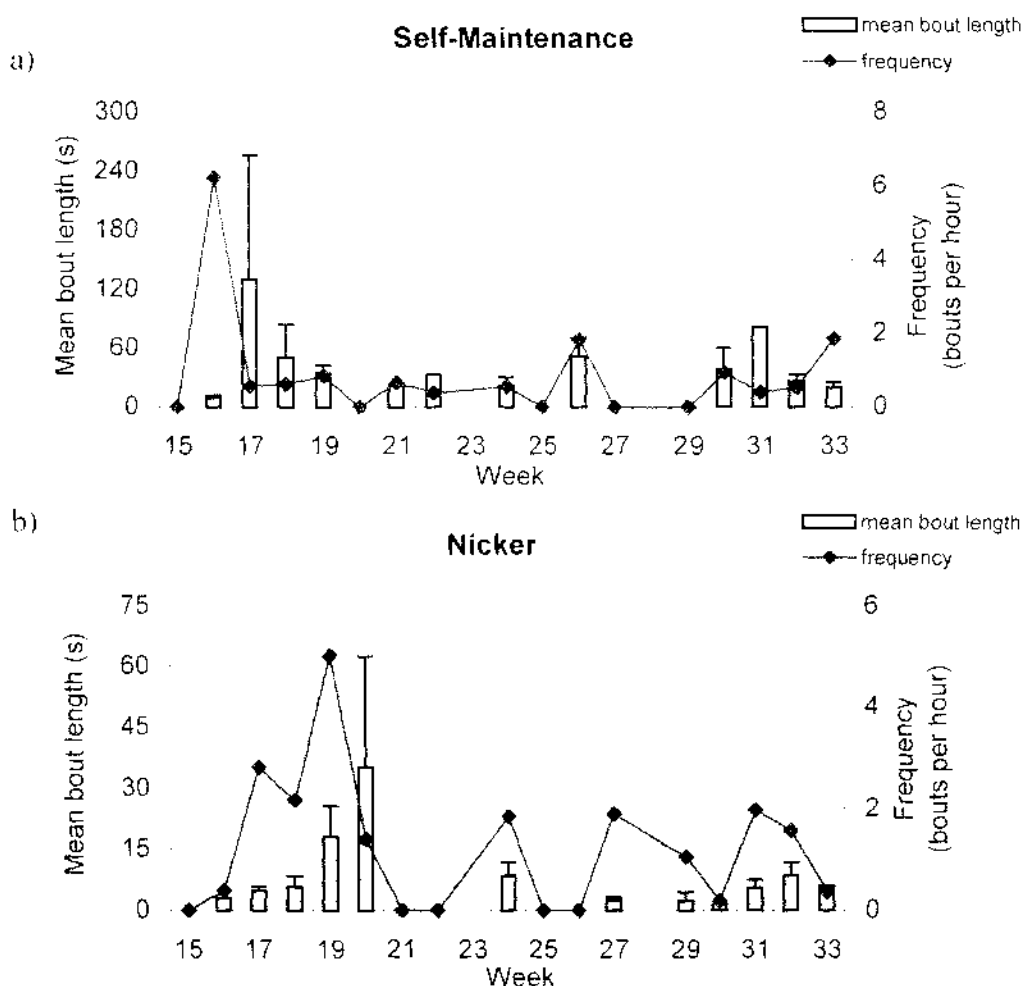 a)
Self-Maintenance
mean bout length
frequency
Mean bout length (s)
300
240
180
120
60
0
8
6
4
2
0
Frequency
(bouts per hour)
15 17 19 21 23 25 27 29 31 33
Week
b)
Nicker
mean bout length
frequency
Mean bout length (s)
75
60
45
30
15
0
6
4
2
0
Frequency
(bouts per hour)
15 17 19 21 23 25 27 29 31 33
Week